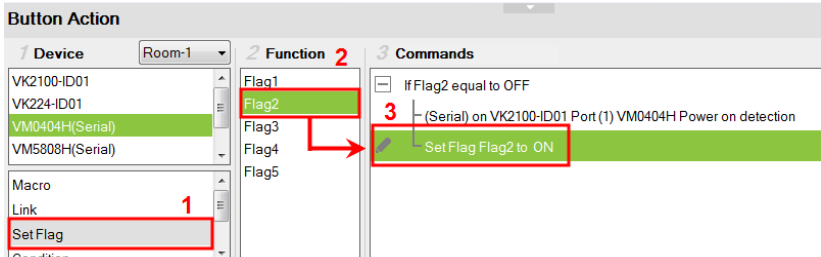 Button Action
1 Device
Room-1
2 Function
2
3 Commands
VK2100-ID01
VK224-ID01
VM0404H(Serial)
VM5808H(Serial)
Macro
Link
1
Set Flag
Condition
Flag1
Flag2
Flag3
Flag4
Flag5
If Flag2 equal to OFF
3
(Serial) on VK2100-ID01 Port (1) VM0404H Power on detection
Set Flag Flag2 to ON